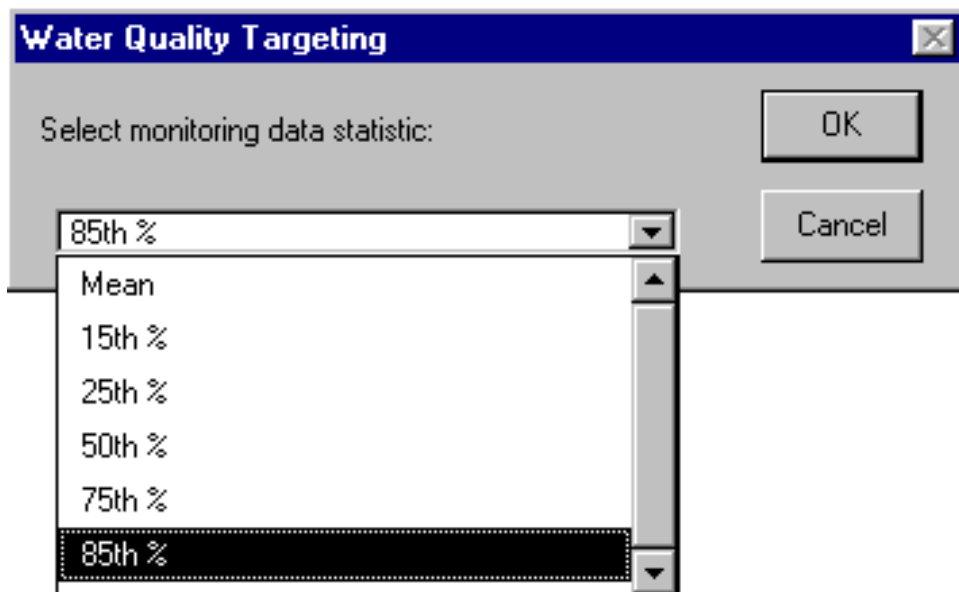 Water Quality Targeting
Select monitoring data statistic:
OK
Cancel
85th %
Mean
15th %
25th %
50th %
75th %
85th %